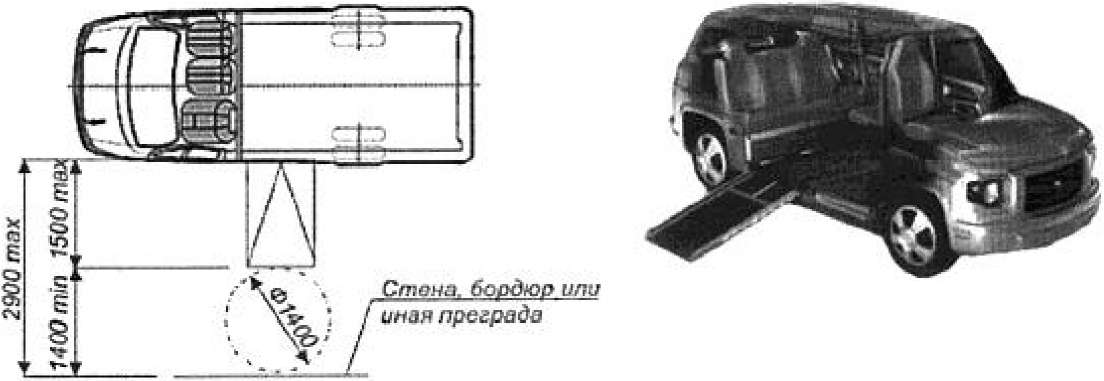 2900 max
1500 max
1400 min
Ф1400
Стена, бордюр или
иная преграда